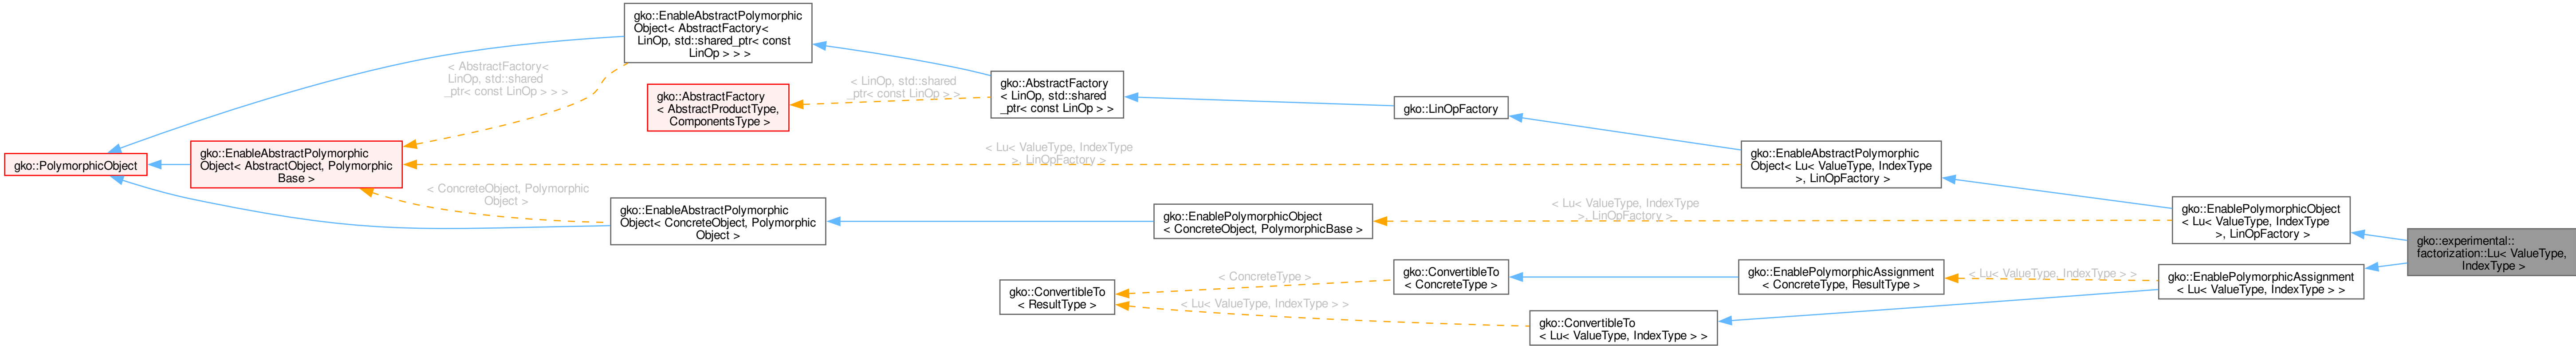 gko::EnableAbstractPolymorphic
Object< AbstractFactory<
LinOp, std::shared_ptr< const
LinOp > > >
< AbstractFactory<
LinOp, std::shared
_ptr< const LinOp > > >
gko::AbstractFactory
< AbstractProductType,
ComponentsType >
< LinOp, std::shared
_ptr< const LinOp > >
gko::AbstractFactory
< LinOp, std::shared
_ptr< const LinOp > >
gko::LinOpFactory
gko::PolymorphicObject
gko::EnableAbstractPolymorphic
Object< AbstractObject, Polymorphic
Base >
< Lu< ValueType, IndexType
>, LinOpFactory >
gko::EnableAbstractPolymorphic
Object< Lu< ValueType, IndexType
>, LinOpFactory >
< ConcreteObject, Polymorphic
Object >
gko::EnableAbstractPolymorphic
Object< ConcreteObject, Polymorphic
Object >
gko::EnablePolymorphicObject
< ConcreteObject, PolymorphicBase >
< Lu< ValueType, IndexType
>, LinOpFactory >
gko::EnablePolymorphicObject
< Lu< ValueType, IndexType
>, LinOpFactory >
gko::experimental::
factorization::Lu< ValueType,
IndexType >
gko::ConvertibleTo
< ResultType >
< ConcreteType >
gko::ConvertibleTo
< ConcreteType >
gko::EnablePolymorphicAssignment
< ConcreteType, ResultType >
< Lu< ValueType, IndexType > >
gko::EnablePolymorphicAssignment
< Lu< ValueType, IndexType > >
< Lu< ValueType, IndexType > >
gko::ConvertibleTo
< Lu< ValueType, IndexType > >